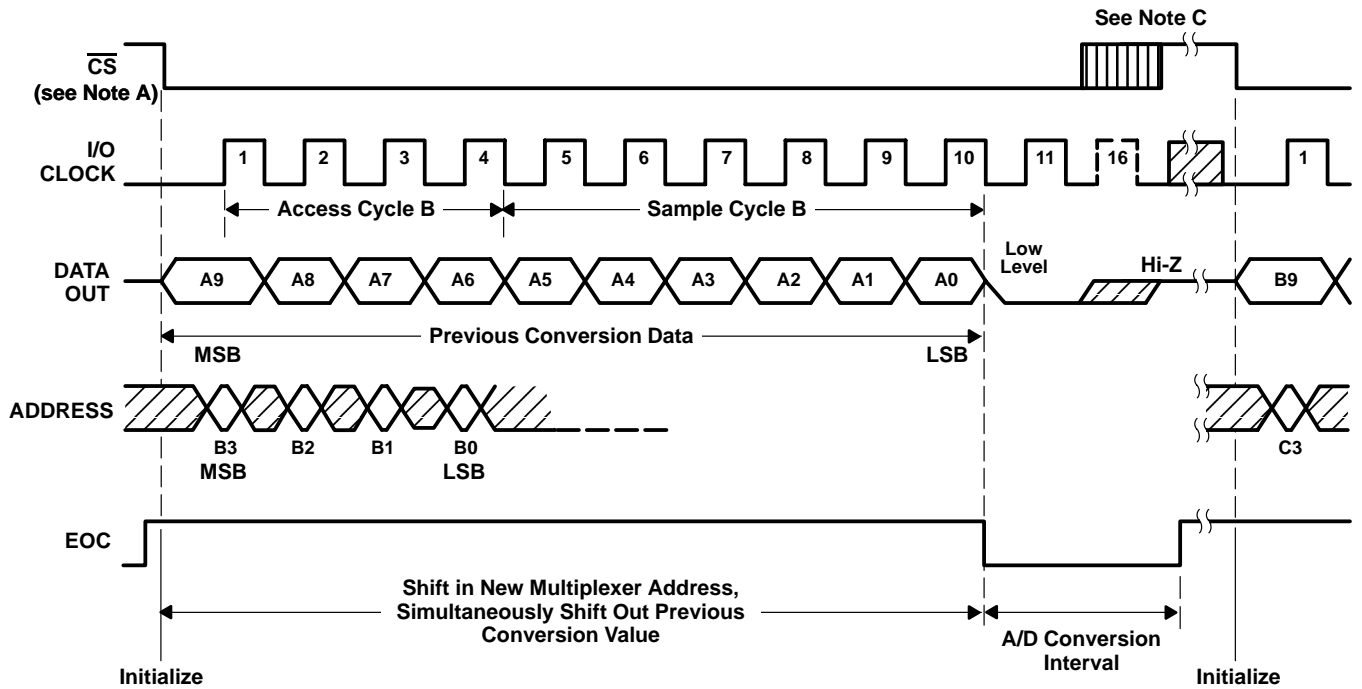 See Note C
CS
(see Note A)
I/O
CLOCK
1 2 3 4 5 6 7 8 9 10 11 16 1
Access Cycle B Sample Cycle B
DATA
OUT
A9 A8 A7 A6 A5 A4 A3 A2 A1 A0 Low
Level Hi-Z B9
Previous Conversion Data
MSB LSB
ADDRESS
B3 B2 B1 B0 C3
MSB LSB
EOC
Shift in New Multiplexer Address,
Simultaneously Shift Out Previous
Conversion Value
A/D Conversion
Interval
Initialize Initialize